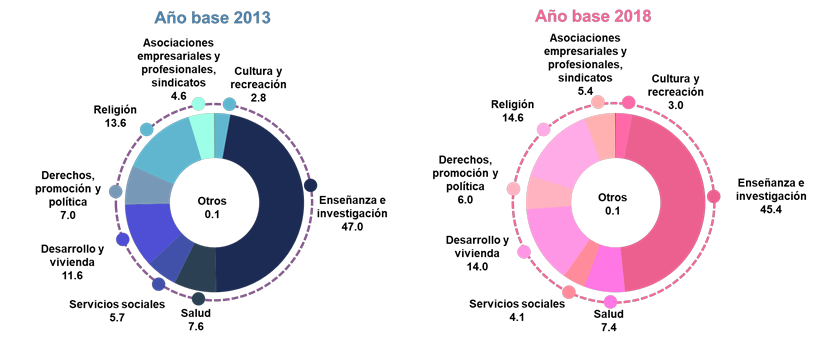 Año base 2013
Asociaciones
empresariales y
profesionales,
sindicatos
4.6
Cultura y
recreación
2.8
Religión
13.6
Derechos,
promoción y
política
7.0
Otros
0.1
Enseñanza e
investigación
47.0
Desarrollo y
vivienda
11.6
Servicios sociales
5.7
Salud
7.6
Año base 2018
Asociaciones
empresariales y
profesionales,
sindicatos
5.4
Cultura y
recreación
3.0
Religión
14.6
Derechos,
promoción y
política
6.0
Otros
0.1
Enseñanza e
investigación
45.4
Desarrollo y
vivienda
14.0
Servicios sociales
4.1
Salud
7.4